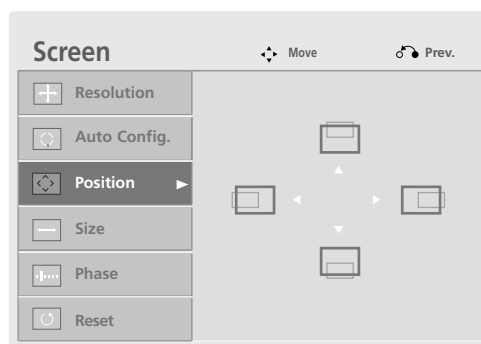 Screen
Move
Prev.
Resolution
Auto Config.
Position
Size
Phase
Reset